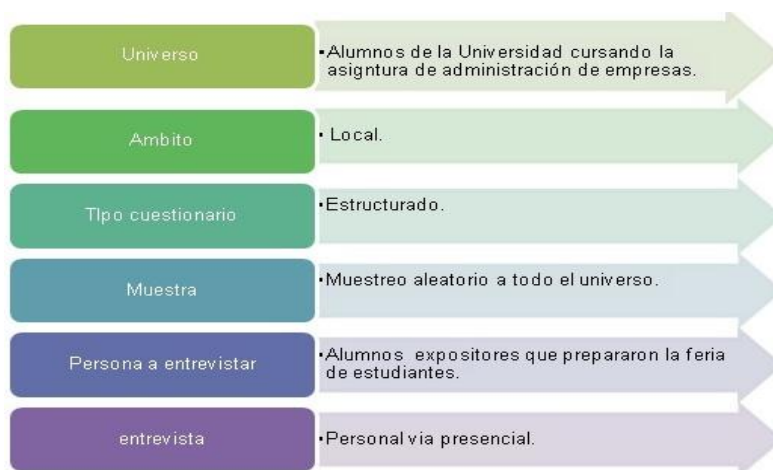 Universo
•Alumnos de la Universidad cursando la
asigntura de administración de empresas.
Ambito
• Local.
TIpo cuestionario
•Estructurado.
Muestra
•Muestreo aleatorio a todo el universo.
Persona a entrevistar
•Alumnos expositores que prepararon la feria
de estudiantes.
entrevista
•Personal via presencial.